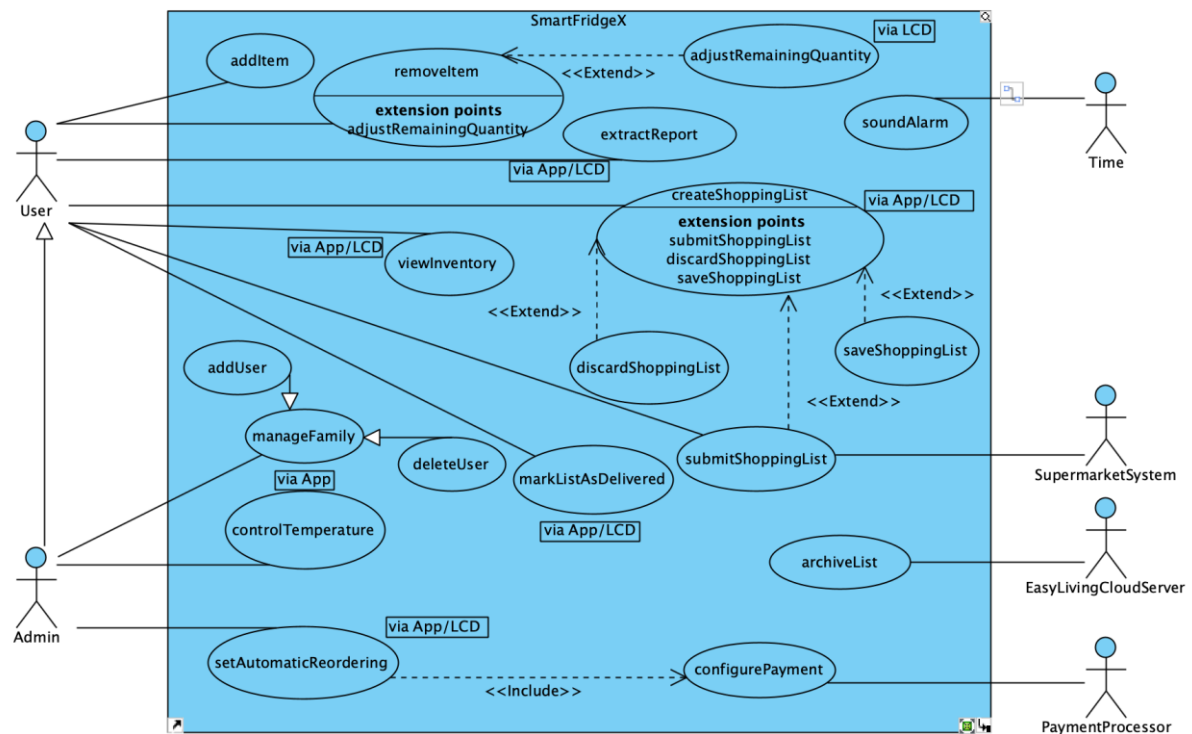 SmartFridgeX
via LCD
addItem
adjustRemainingQuantity
removeItem
<<Extend>>
extension points
adjustRemainingQuantity
soundAlarm
extractReport
Time
via App/LCD
User
createShoppingList
via App/LCD
extension points
submitShoppingList
discardShoppingList
saveShoppingList
via App/LCD
viewInventory
<<Extend>>
<<Extend>>
saveShoppingList
addUser
discardShoppingList
<<Extend>>
manageFamily
deleteUser
submitShoppingList
markListAsDelivered
SupermarketSystem
via App
controlTemperature
via App/LCD
archiveList
EasyLivingCloudServer
Admin
via App/LCD
setAutomaticReordering
configurePayment
<<Include>>
PaymentProcessor